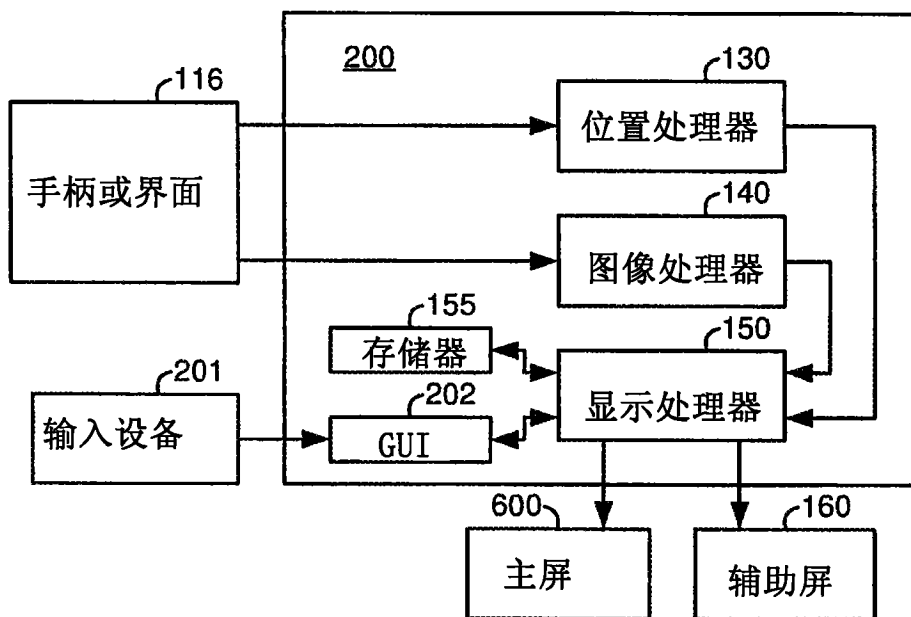 200
116
手柄或界面
130
位置处理器
140
图像处理器
155
存储器
150
显示处理器
201
输入设备
202
GUI
600
主屏
160
辅助屏